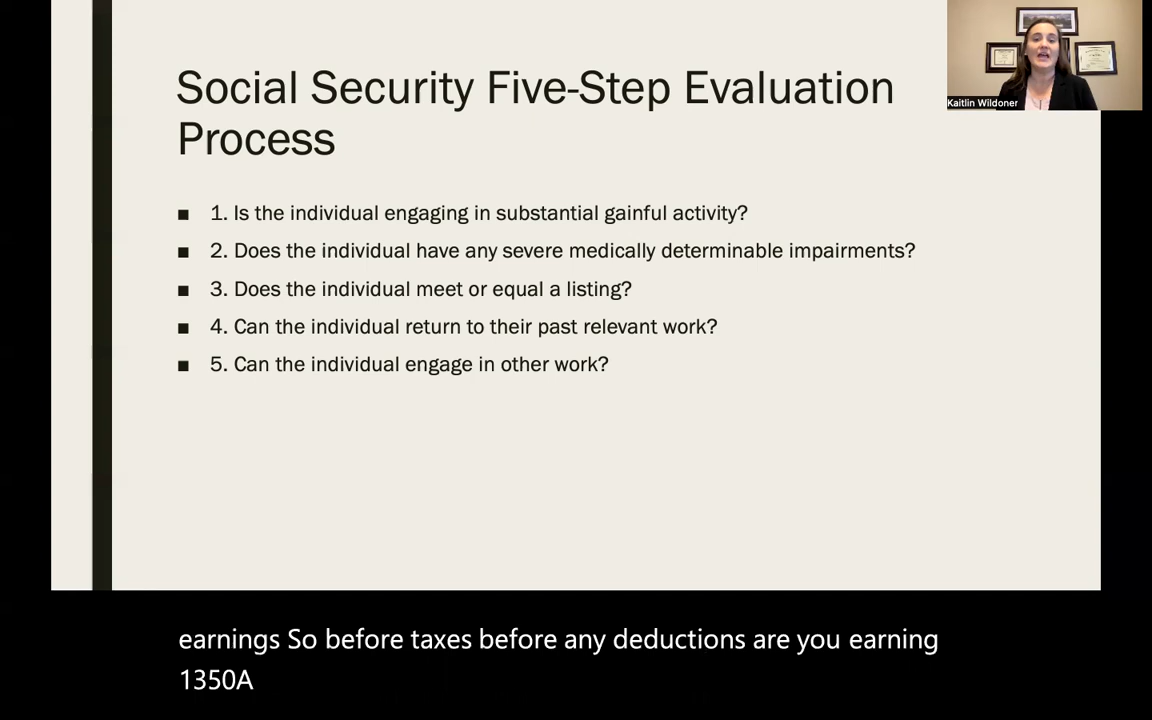 Social Security Five-Step Evaluation
Process
Kaitlin Wildoner
■ 1. Is the individual engaging in substantial gainful activity?
■ 2. Does the individual have any severe medically determinable impairments?
■ 3. Does the individual meet or equal a listing?
■ 4. Can the individual return to their past relevant work?
■ 5. Can the individual engage in other work?
earnings So before taxes before any deductions are you earning
1350A